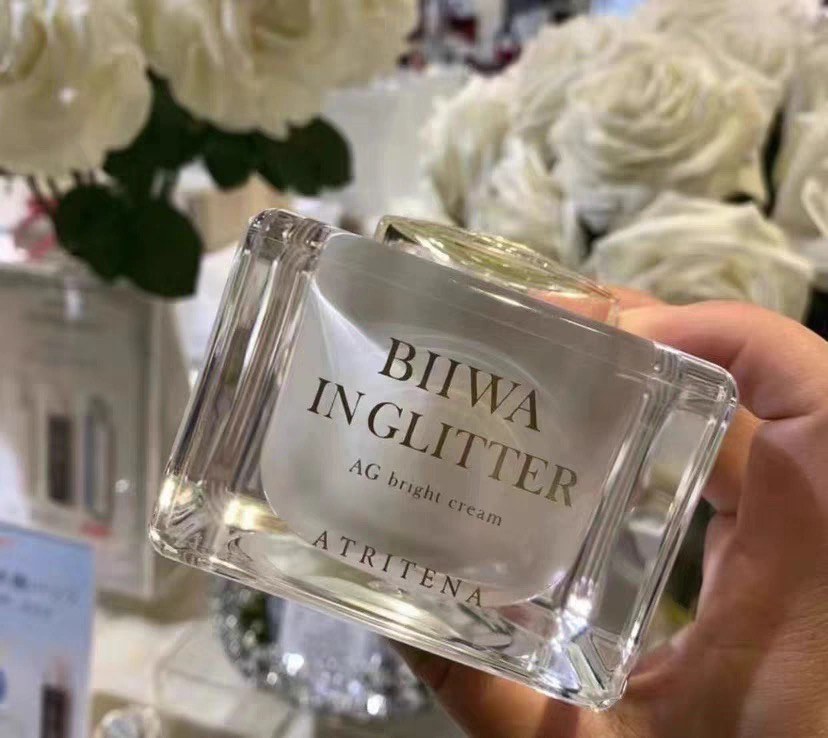 BIIWA
IN GLITTER
AG bright cream
ATRITENA